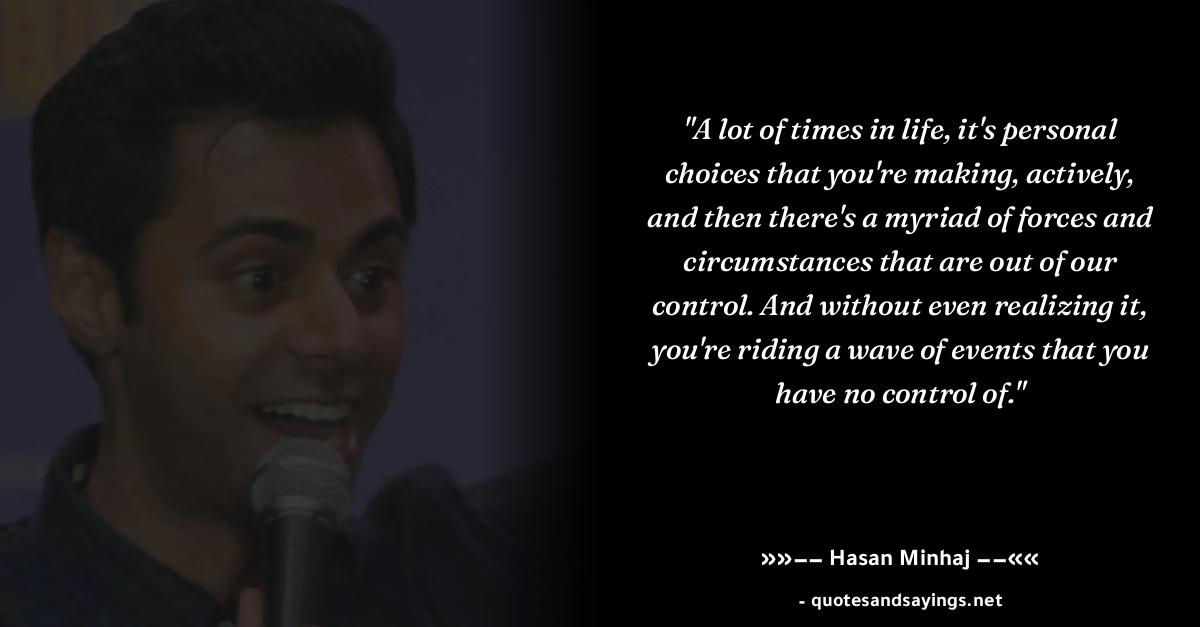 "A lot of times in life, it's personal
choices that you're making, actively,
and then there's a myriad of forces and
circumstances that are out of our
control. And without even realizing it,
you're riding a wave of events that you
have no control of."
»»–– Hasan Minhaj ––««
- quotesandsayings.net